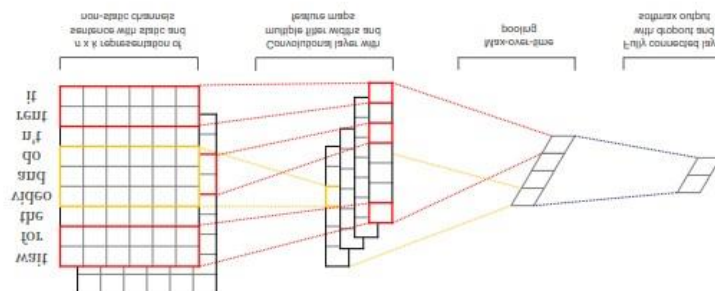 wait
for
the
video
and
do
n't
rent
it
n x k representation of
sentence with static and
non-static channels
Convolutional layer with
multiple filter widths and
feature maps
Max-over-time
pooling
Fully connected lay
with dropout and
softmax output